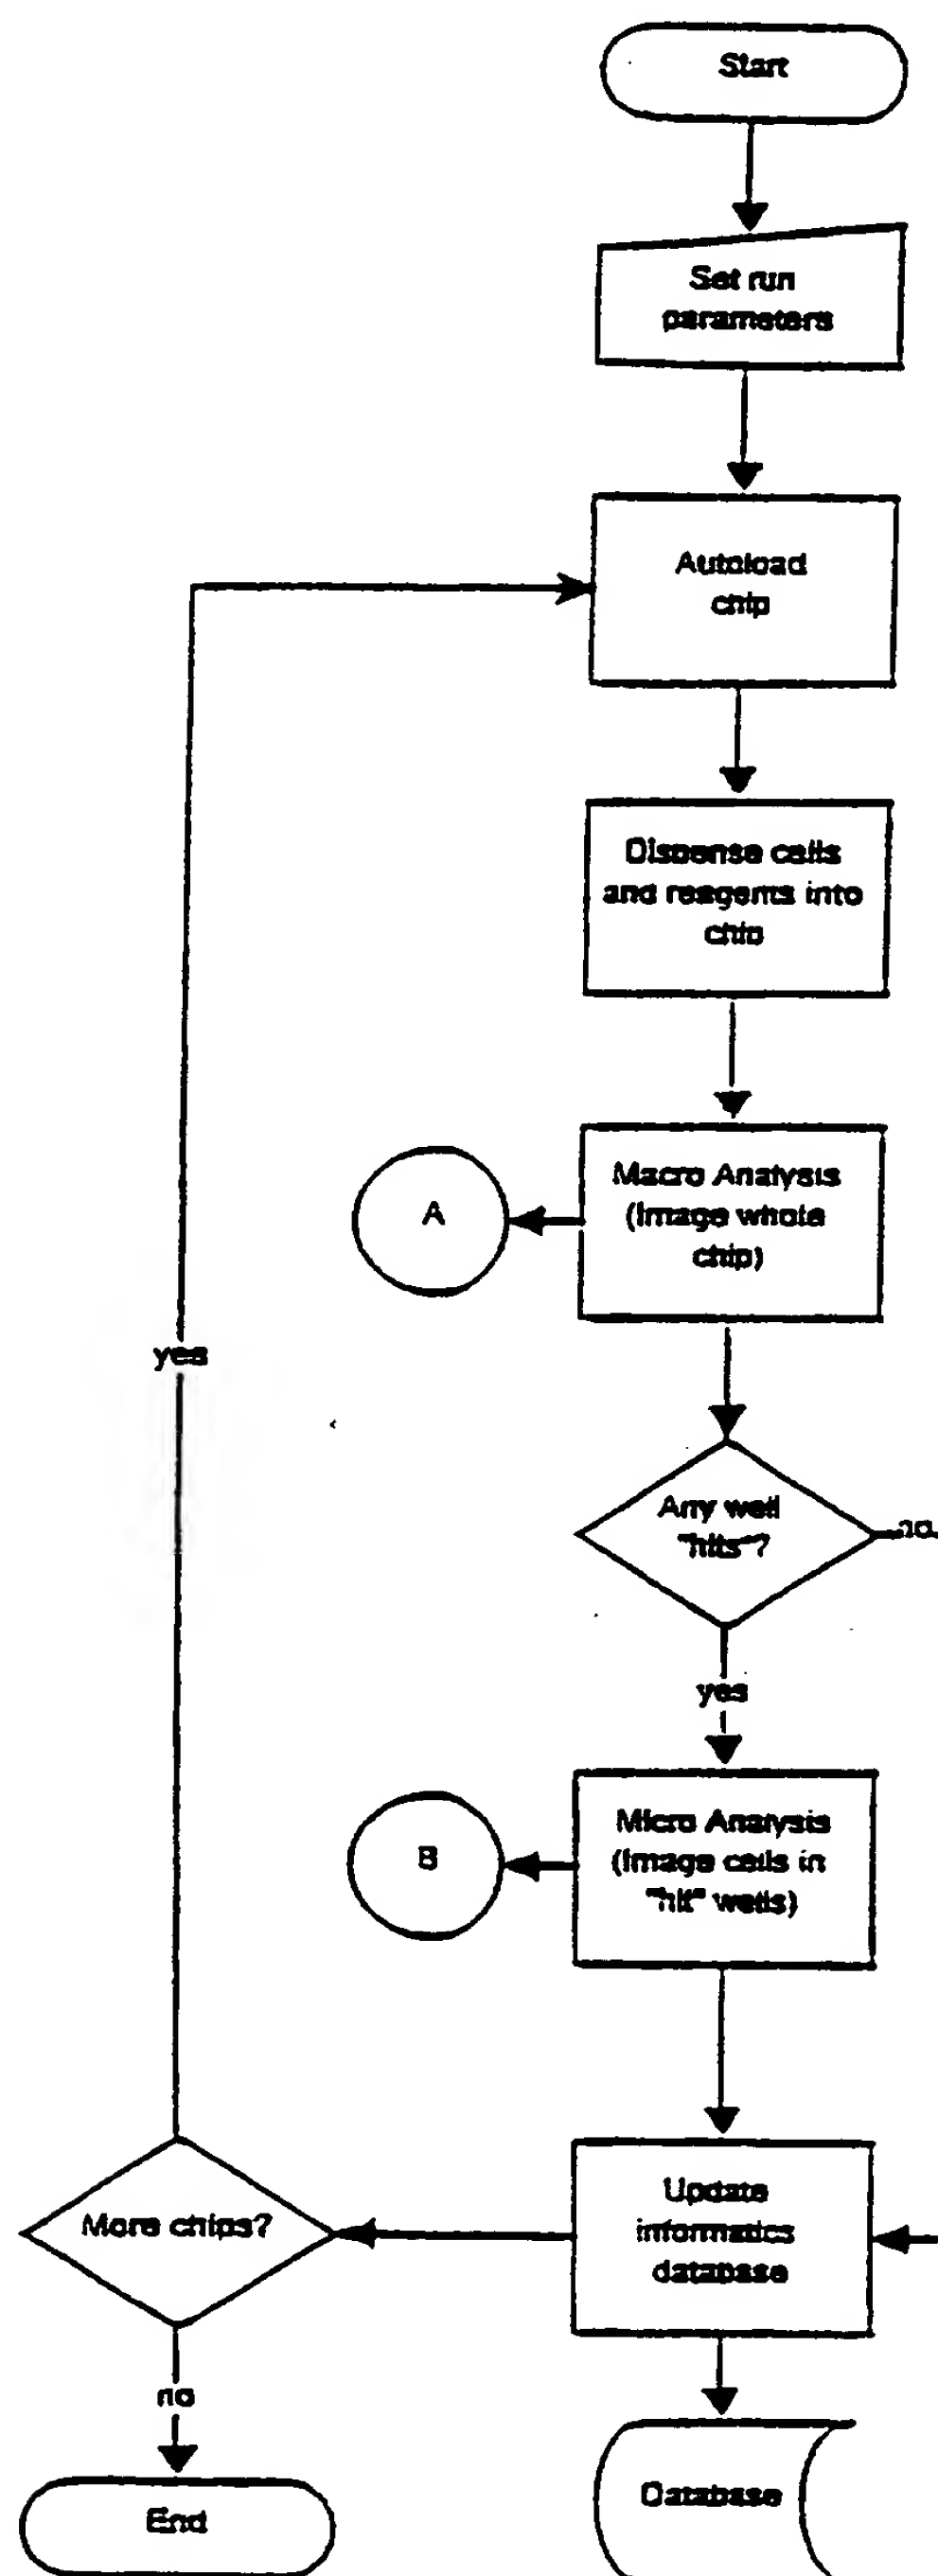 Start
Set run
parameters
Autoload
chip
Dispense cells
and reagents into
chip
Macro Analysis
(Image whole
chip)
A
yes
Any well
"hits"?
no
yes
Micro Analysis
(Image cells in
"hit" wells)
B
Update
informatics
database
More chips?
no
Database
End